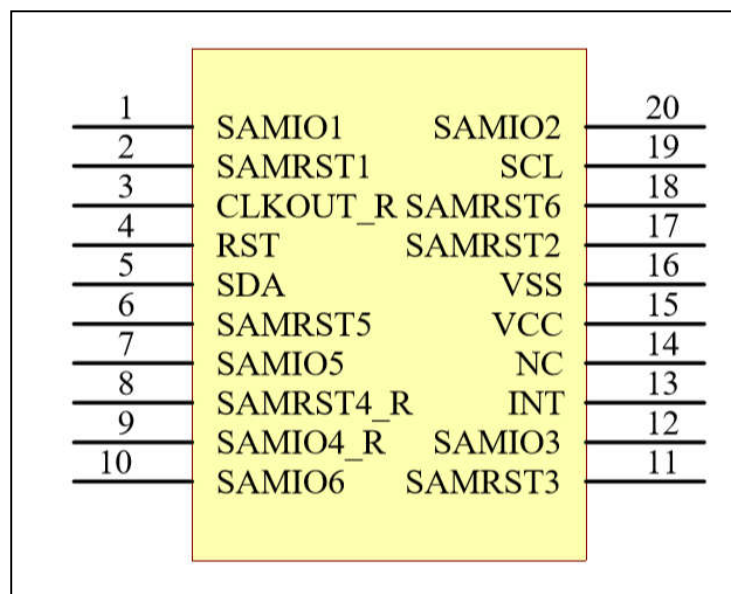 1 SAMIO1 SAMIO2 20
2 SAMRST1 SCL 19
3 CLKOUT_R SAMRST6 18
4 RST SAMRST2 17
5 SDA VSS 16
6 SAMRST5 VCC 15
7 SAMIO5 NC 14
8 SAMRST4_R INT 13
9 SAMIO4_R SAMIO3 12
10 SAMIO6 SAMRST3 11